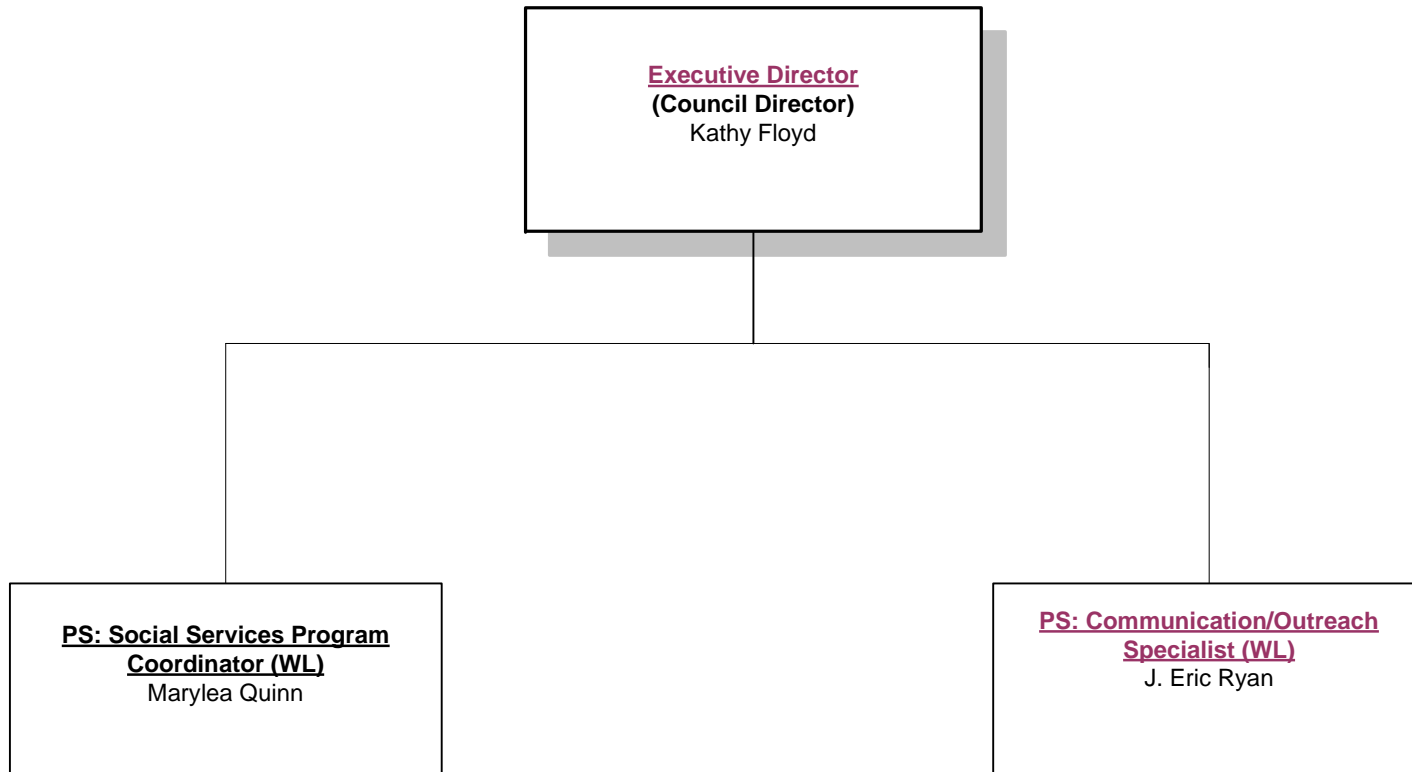 Executive Director
(Council Director)
Kathy Floyd
PS: Social Services Program
Coordinator (WL)
Marylea Quinn
PS: Communication/Outreach
Specialist (WL)
J. Eric Ryan